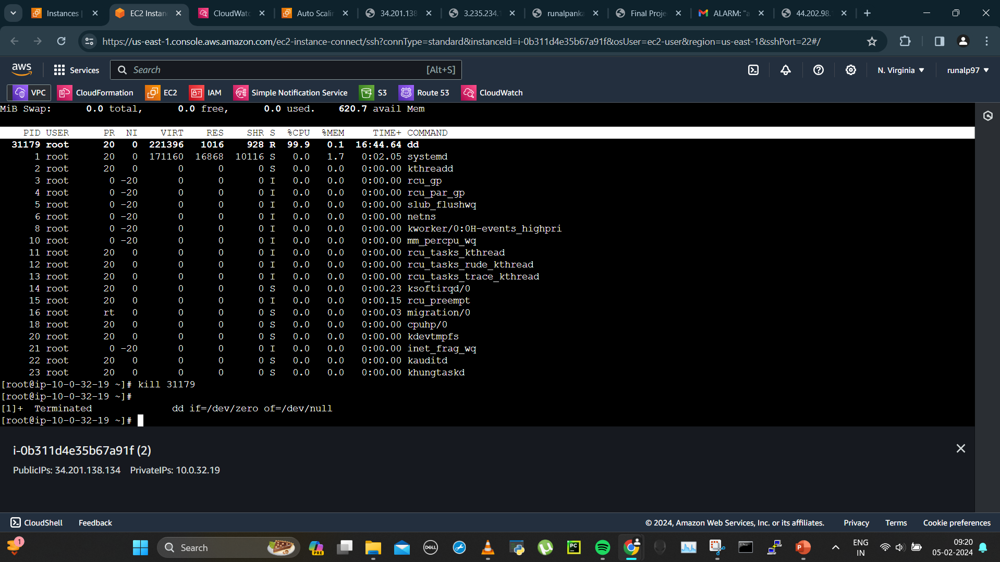 Instances |
EC2 Instan
CloudWatc
Auto Scalin
34.201.138
3.235.234.1
runalpanka
Final Proje
ALARM: "a
44.202.98.
https://us-east-1.console.aws.amazon.com/ec2-instance-connect/ssh?connType=standard&instanceId=i-0b311d4e35b67a91f&osUser=ec2-user&region=us-east-1&sshPort=22#/
aws
Services
Search
[Alt+S]
N. Virginia
runalp97
VPC
CloudFormation
EC2
IAM
Simple Notification Service
S3
Route 53
CloudWatch
MiB Swap: 0.0 total, 0.0 free, 0.0 used. 620.7 avail Mem
PID USER PR NI VIRT RES SHR S %CPU %MEM TIME+ COMMAND
31179 root 20 0 221396 1016 928 R 99.9 0.1 16:44.64 dd
1 root 20 0 171160 16868 10116 S 0.0 1.7 0:02.05 systemd
2 root 20 0 0 0 0 S 0.0 0.0 0:00.00 kthreadd
3 root 0 -20 0 0 0 I 0.0 0.0 0:00.00 rcu_gp
4 root 0 -20 0 0 0 I 0.0 0.0 0:00.00 rcu_par_gp
5 root 0 -20 0 0 0 I 0.0 0.0 0:00.00 slub_flushwq
6 root 0 -20 0 0 0 I 0.0 0.0 0:00.00 netns
8 root 0 -20 0 0 0 I 0.0 0.0 0:00.00 kworker/0:0H-events_highpri
10 root 0 -20 0 0 0 I 0.0 0.0 0:00.00 mm_percpu_wq
11 root 20 0 0 0 0 I 0.0 0.0 0:00.00 rcu_tasks_kthread
12 root 20 0 0 0 0 I 0.0 0.0 0:00.00 rcu_tasks_rude_kthread
13 root 20 0 0 0 0 I 0.0 0.0 0:00.00 rcu_tasks_trace_kthread
14 root 20 0 0 0 0 S 0.0 0.0 0:00.23 ksoftirqd/0
15 root 20 0 0 0 0 I 0.0 0.0 0:00.15 rcu_preempt
16 root rt 0 0 0 0 S 0.0 0.0 0:00.03 migration/0
18 root 20 0 0 0 0 S 0.0 0.0 0:00.00 cpuhp/0
20 root 20 0 0 0 0 S 0.0 0.0 0:00.00 kdevtmpfs
21 root 0 -20 0 0 0 I 0.0 0.0 0:00.00 inet_frag_wq
22 root 20 0 0 0 0 S 0.0 0.0 0:00.00 kauditd
23 root 20 0 0 0 0 S 0.0 0.0 0:00.00 khungtaskd
[root@ip-10-0-32-19 ~]# kill 31179
[root@ip-10-0-32-19 ~]#
[1]+ Terminated dd if=/dev/zero of=/dev/null
[root@ip-10-0-32-19 ~]#
i-0b311d4e35b67a91f (2)
PublicIPs: 34.201.138.134 PrivateIPs: 10.0.32.19
CloudShell
Feedback
© 2024, Amazon Web Services, Inc. or its affiliates.
Privacy
Terms
Cookie preferences
1
Search
PRE
DELL
PC
P
ENG
IN
09:20
05-02-2024